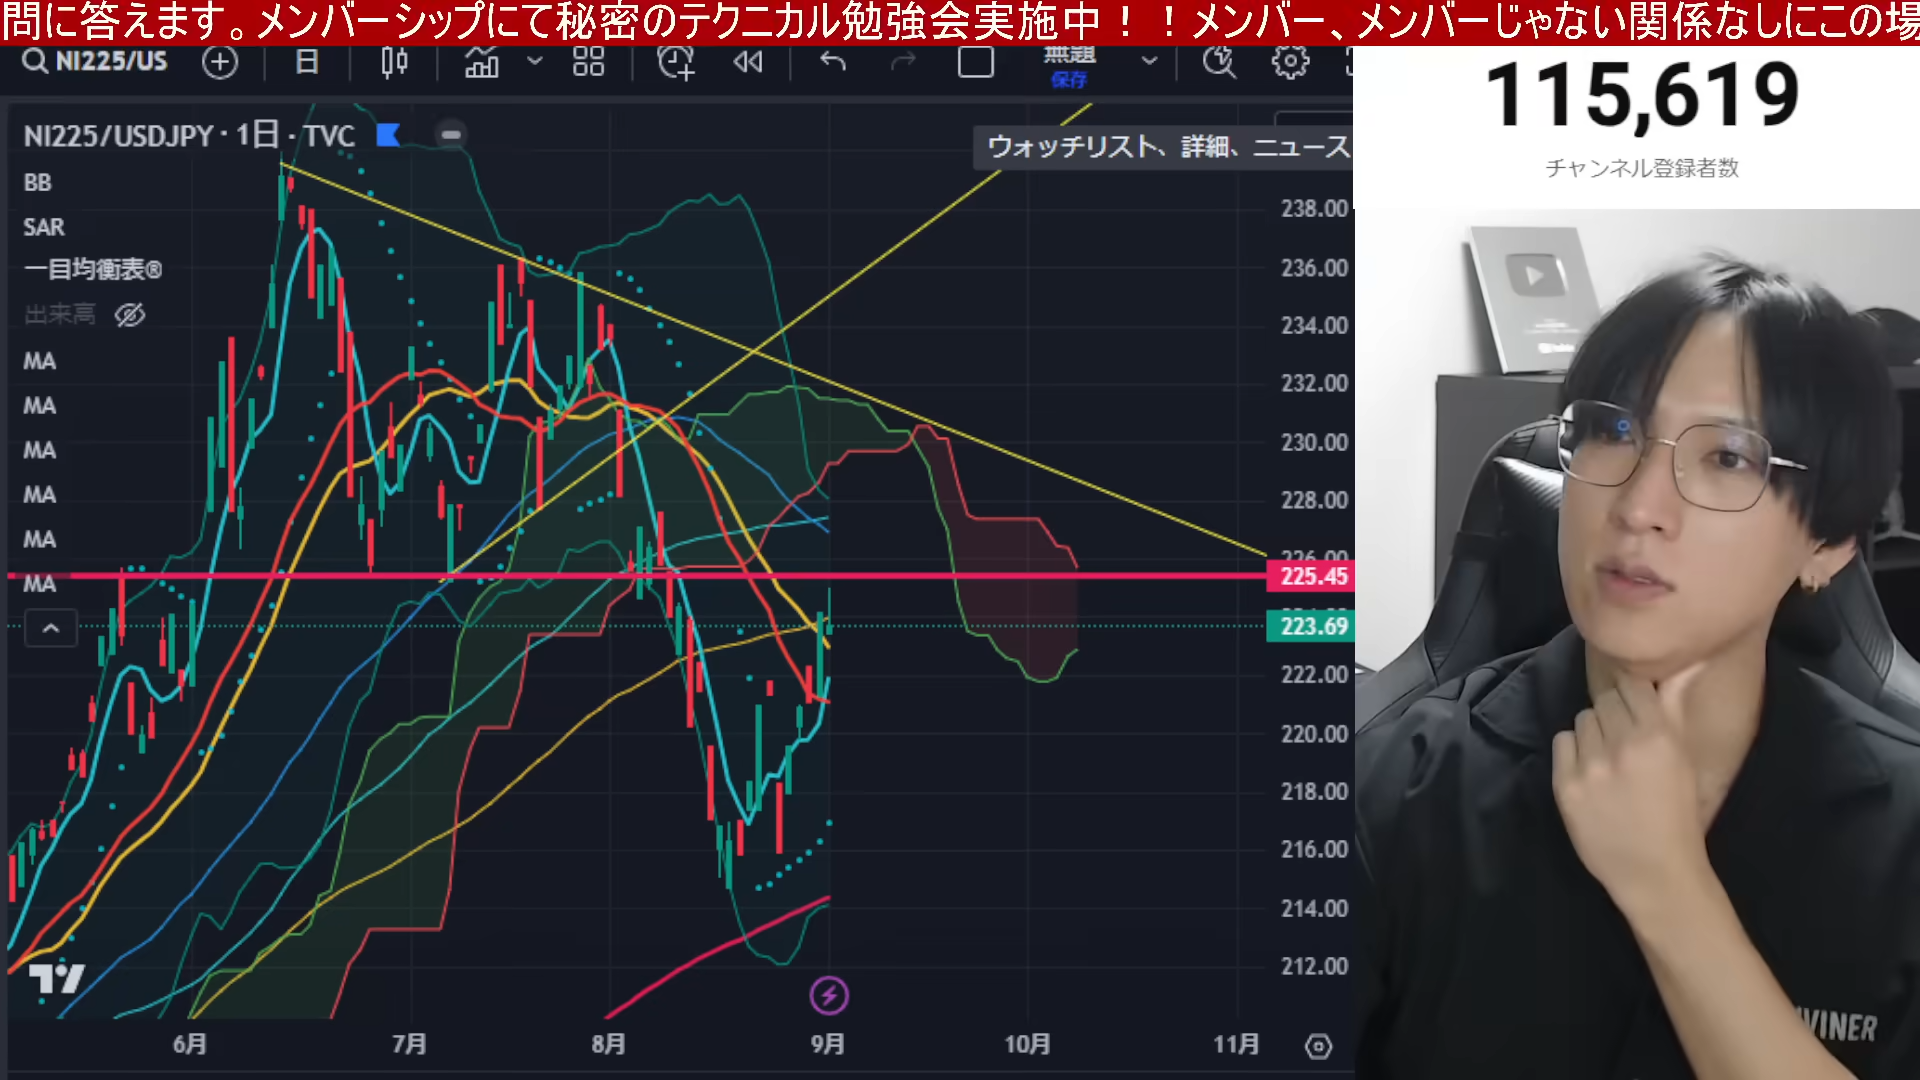 問に答えます。メンバーシップにて秘密のテクニカル勉強会実施中！！メンバー、メンバーじゃない関係なしにこの場
NI225/US
日
無題
保存
115,619
チャンネル登録者数
NI225/USDJPY · 1日 · TVC
ウォッチリスト、詳細、ニュース
BB
SAR
一目均衡表®
出来高
MA
MA
MA
MA
MA
MA
238.00
236.00
234.00
232.00
230.00
228.00
226.00
225.45
223.69
222.00
220.00
218.00
216.00
214.00
212.00
6月
7月
8月
9月
10月
11月
VINER